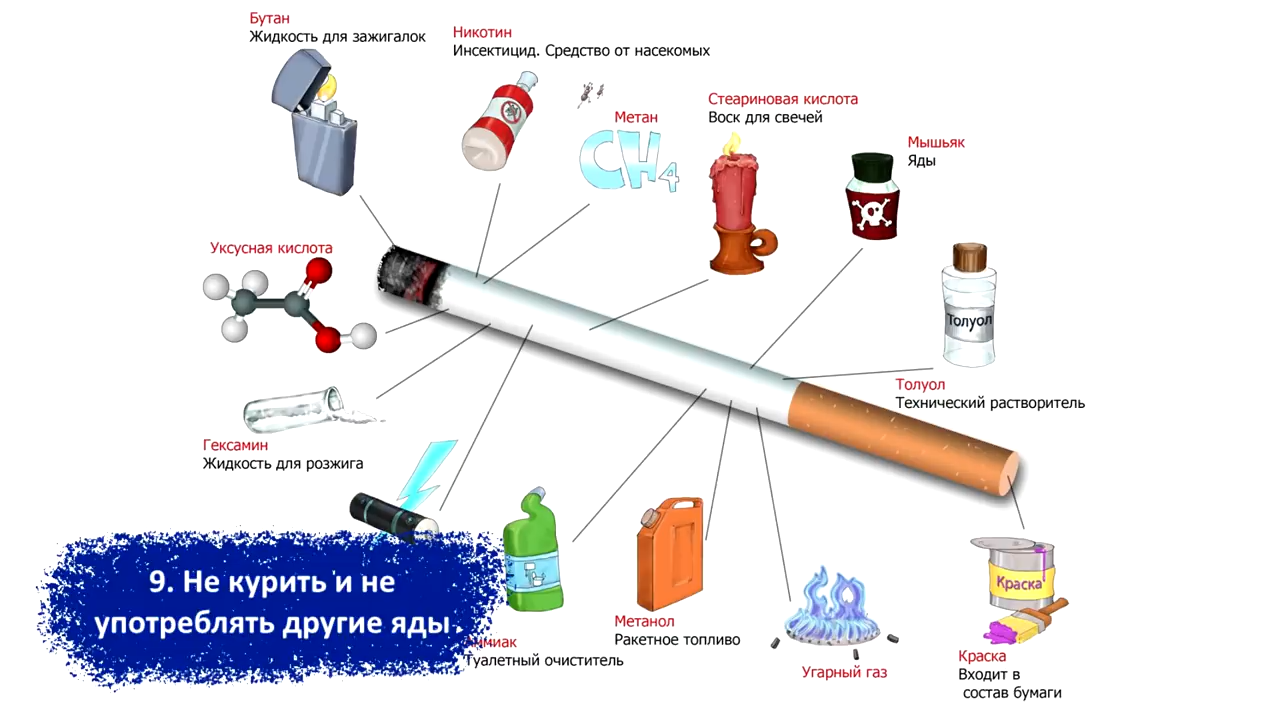 Бутан
Жидкость для зажигалок
Никотин
Инсектицид. Средство от насекомых
Метан
CH4
Стеариновая кислота
Воск для свечей
Мышьяк
Яды
Уксусная кислота
Толуол
Толуол
Технический растворитель
Гексамин
Жидкость для розжига
9. Не курить и не
употреблять другие яды
Туалетный очиститель
Метанол
Ракетное топливо
Угарный газ
Краска
Краска
Входит в
состав бумаги